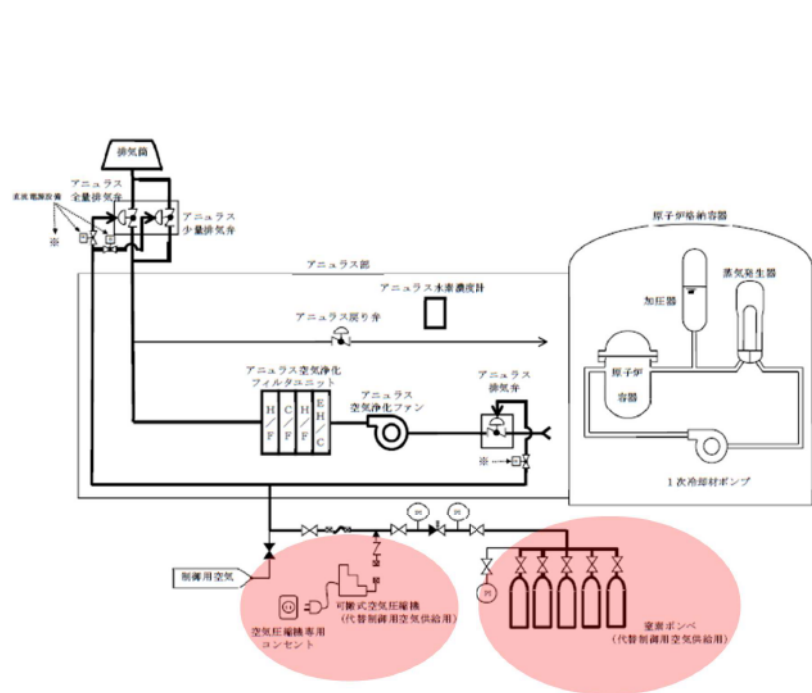 排気筒
アニュラス
全量排気弁
直流電源設備
※
アニュラス
少量排気弁
アニュラス部
原子炉格納容器
アニュラス水素濃度計
加圧器
蒸気発生器
アニュラス戻り弁
原子炉
容器
アニュラス空気浄化
フィルタユニット
H/F
C/F
H/F
EH/C
アニュラス
空気浄化ファン
アニュラス
排気弁
※
1次冷却材ポンプ
PI
PI
制御用空気
PI
可搬式空気圧縮機
(代替制御用空気供給用)
空気圧縮機専用
コンセント
窒素ボンベ
(代替制御用空気供給用)